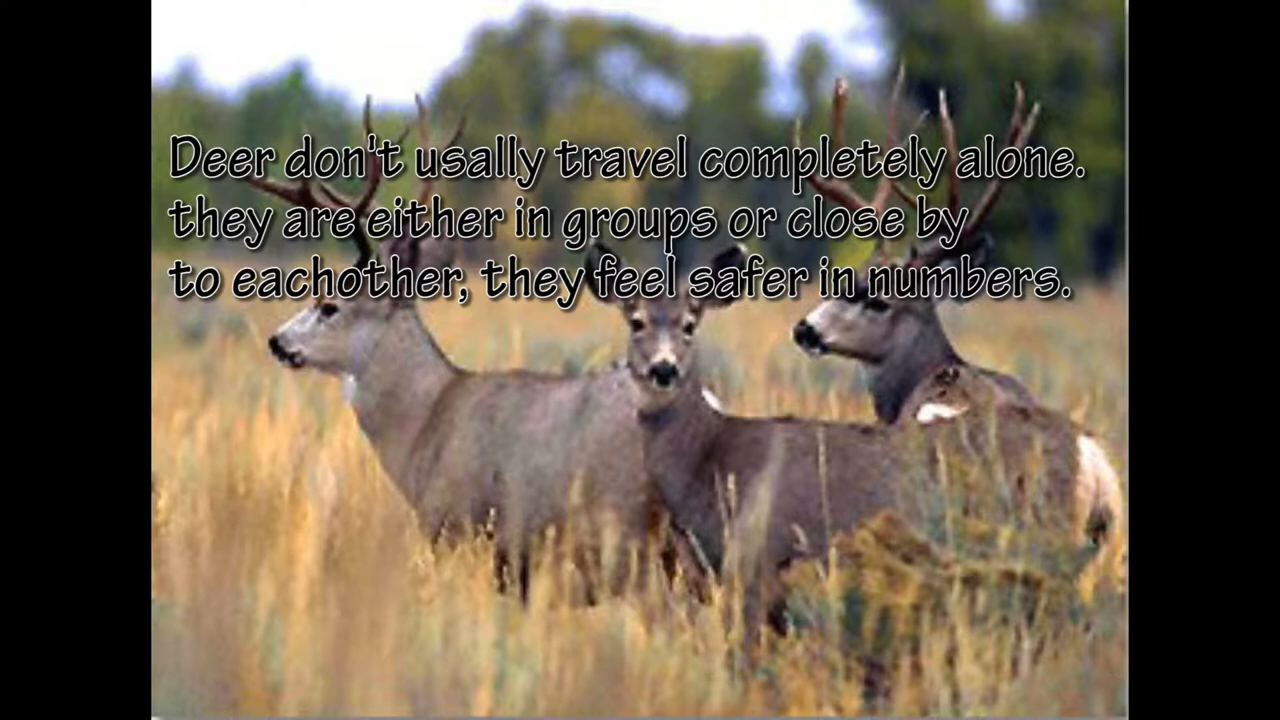 Deer don't usally travel completely alone.
they are either in groups or close by
to eachother, they feel safer in numbers.